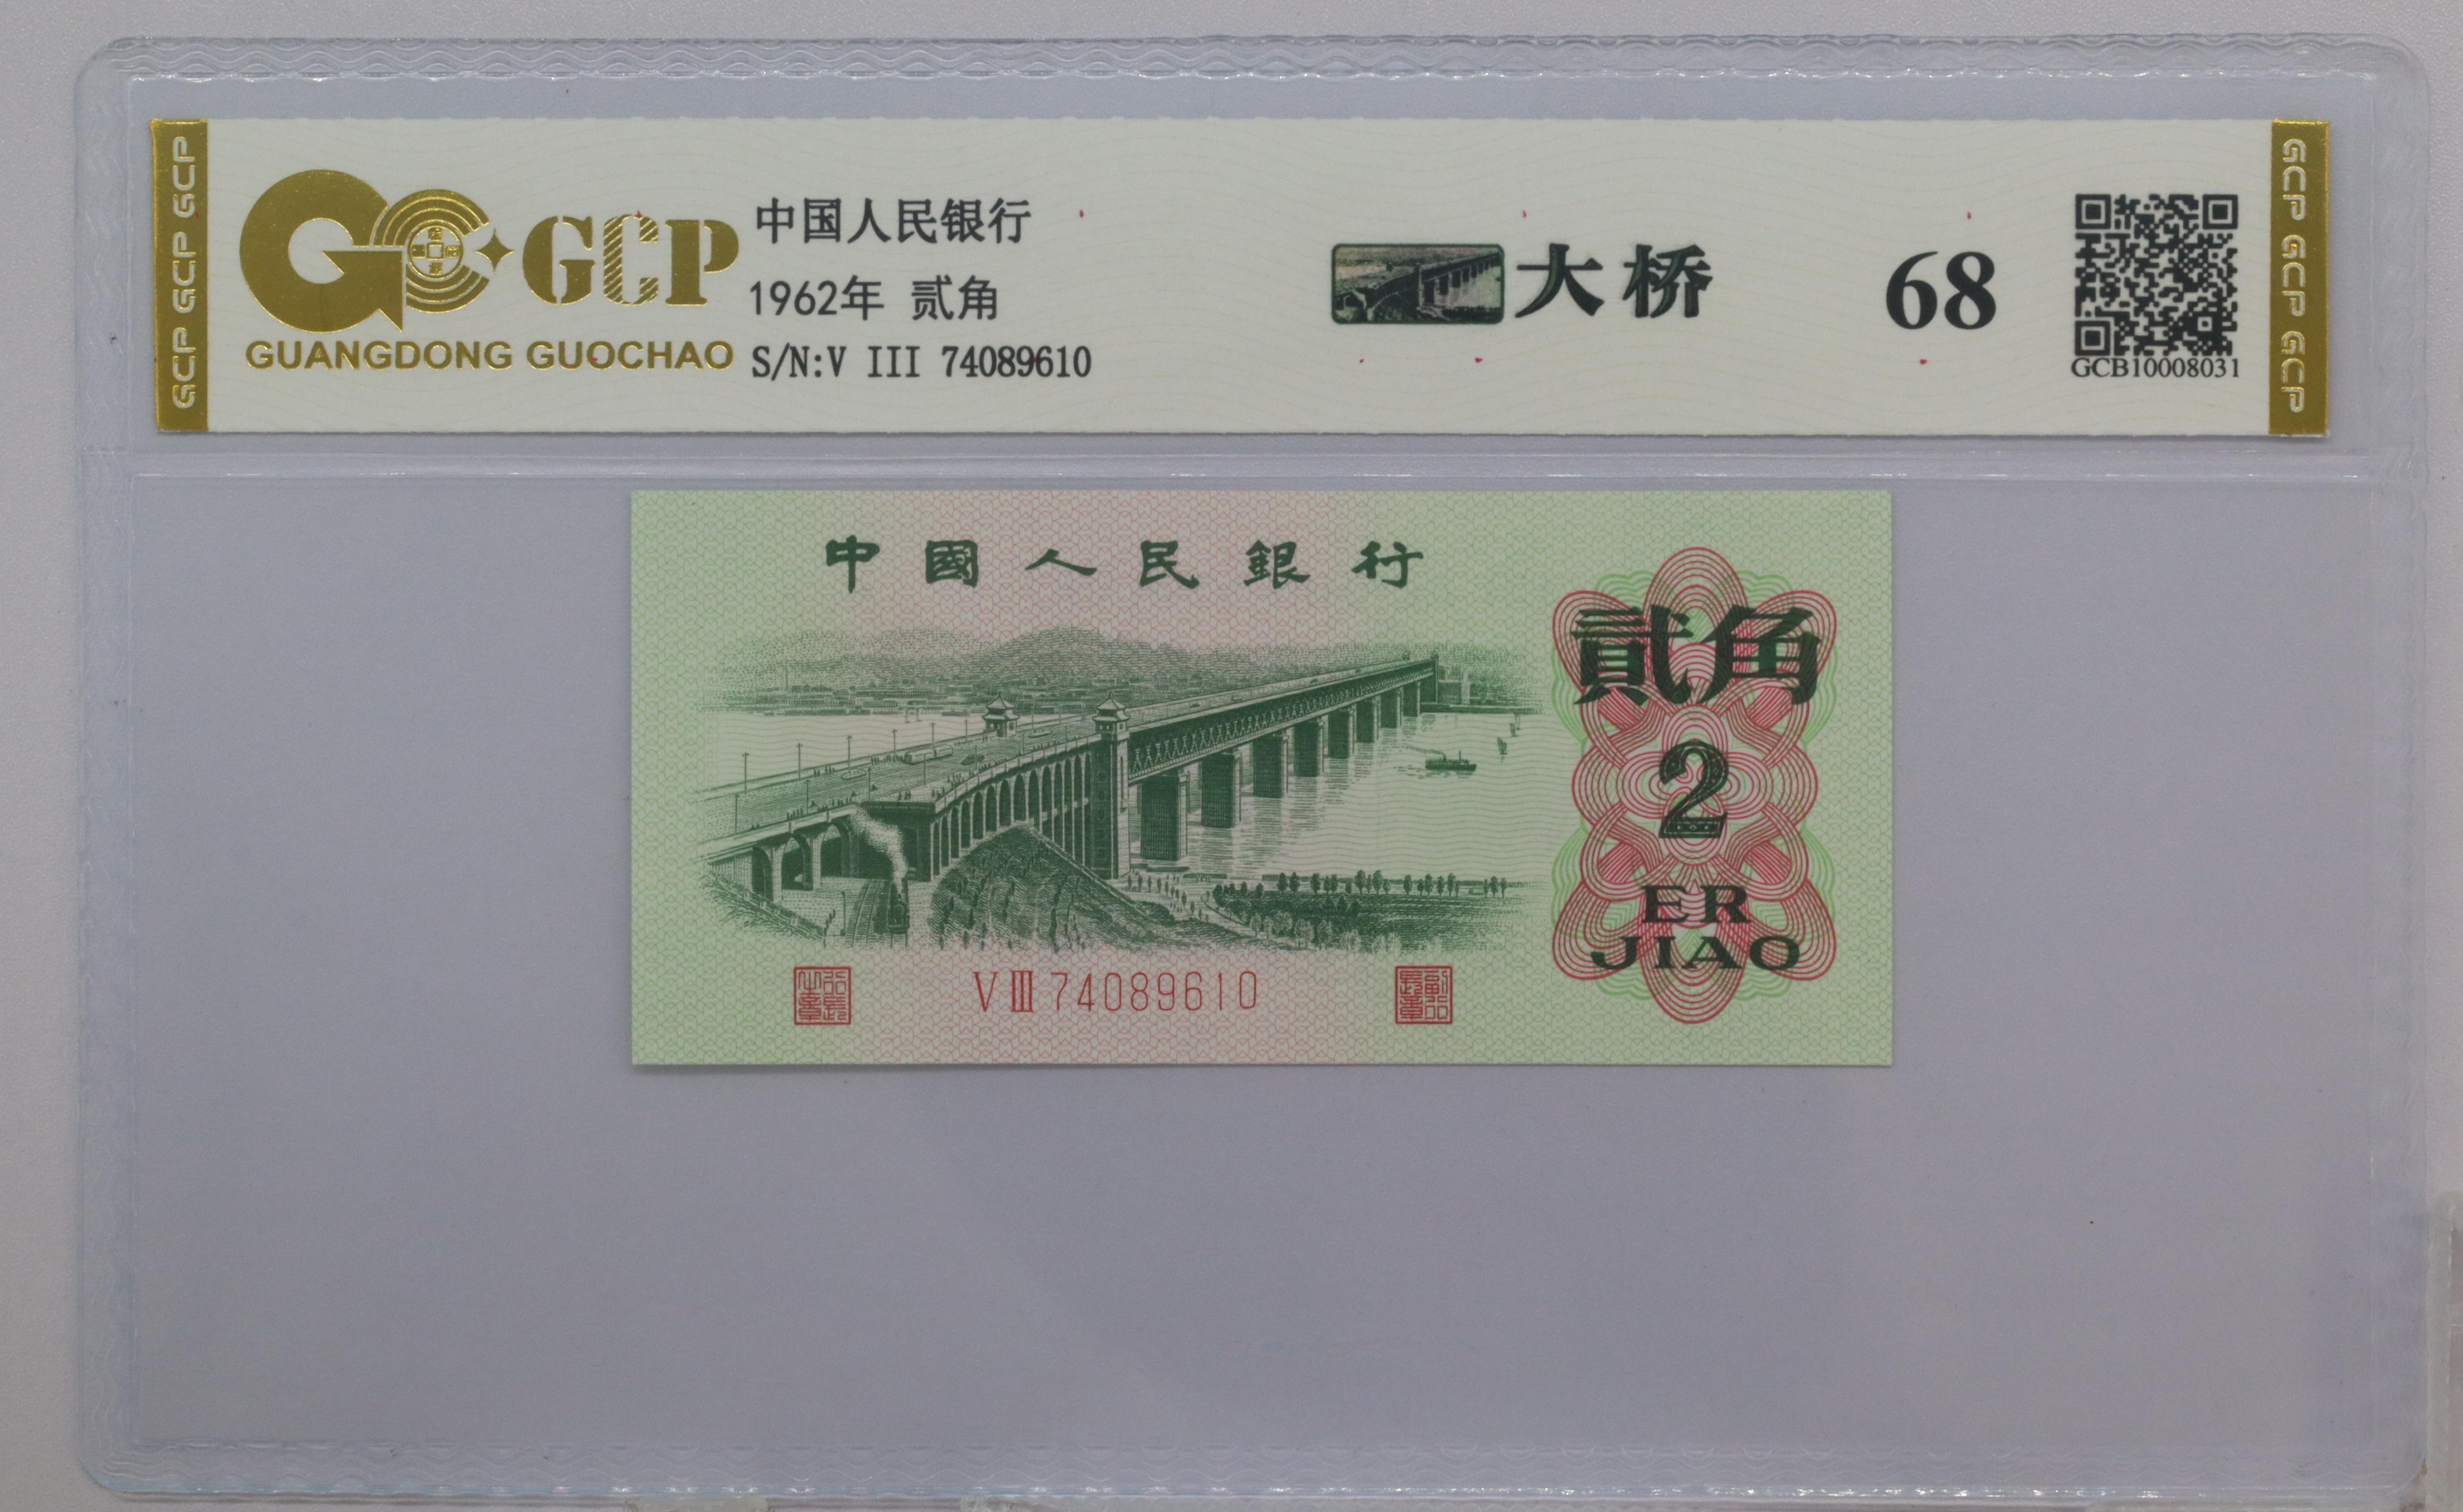 GCP GCP GCP
GCP
GUANGDONG GUOCHAO
中国人民银行
1962年 贰角
S/N:V III 74089610
大桥
68
GCB10008031
GCP GCP GCP
中國人民銀行
貳角
2
ER
JIAO
VⅢ74089610